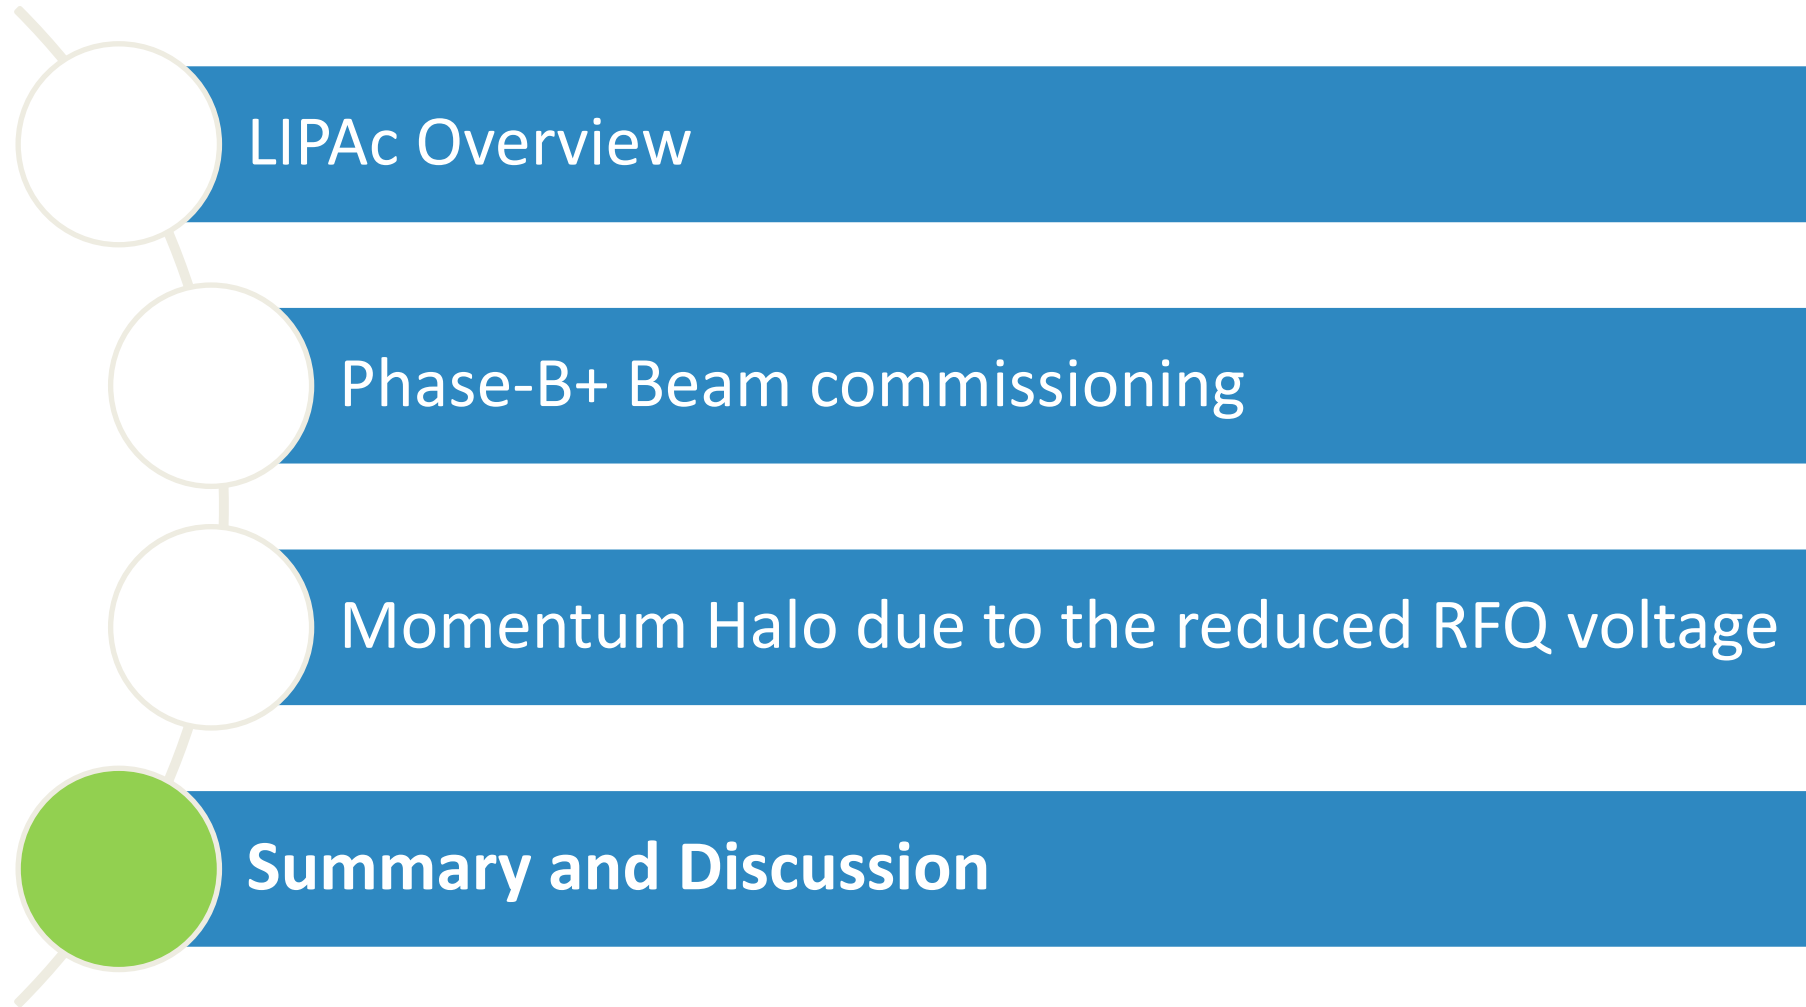 LIPAc Overview
Phase-B+ Beam commissioning
Momentum Halo due to the reduced RFQ voltage
Summary and Discussion